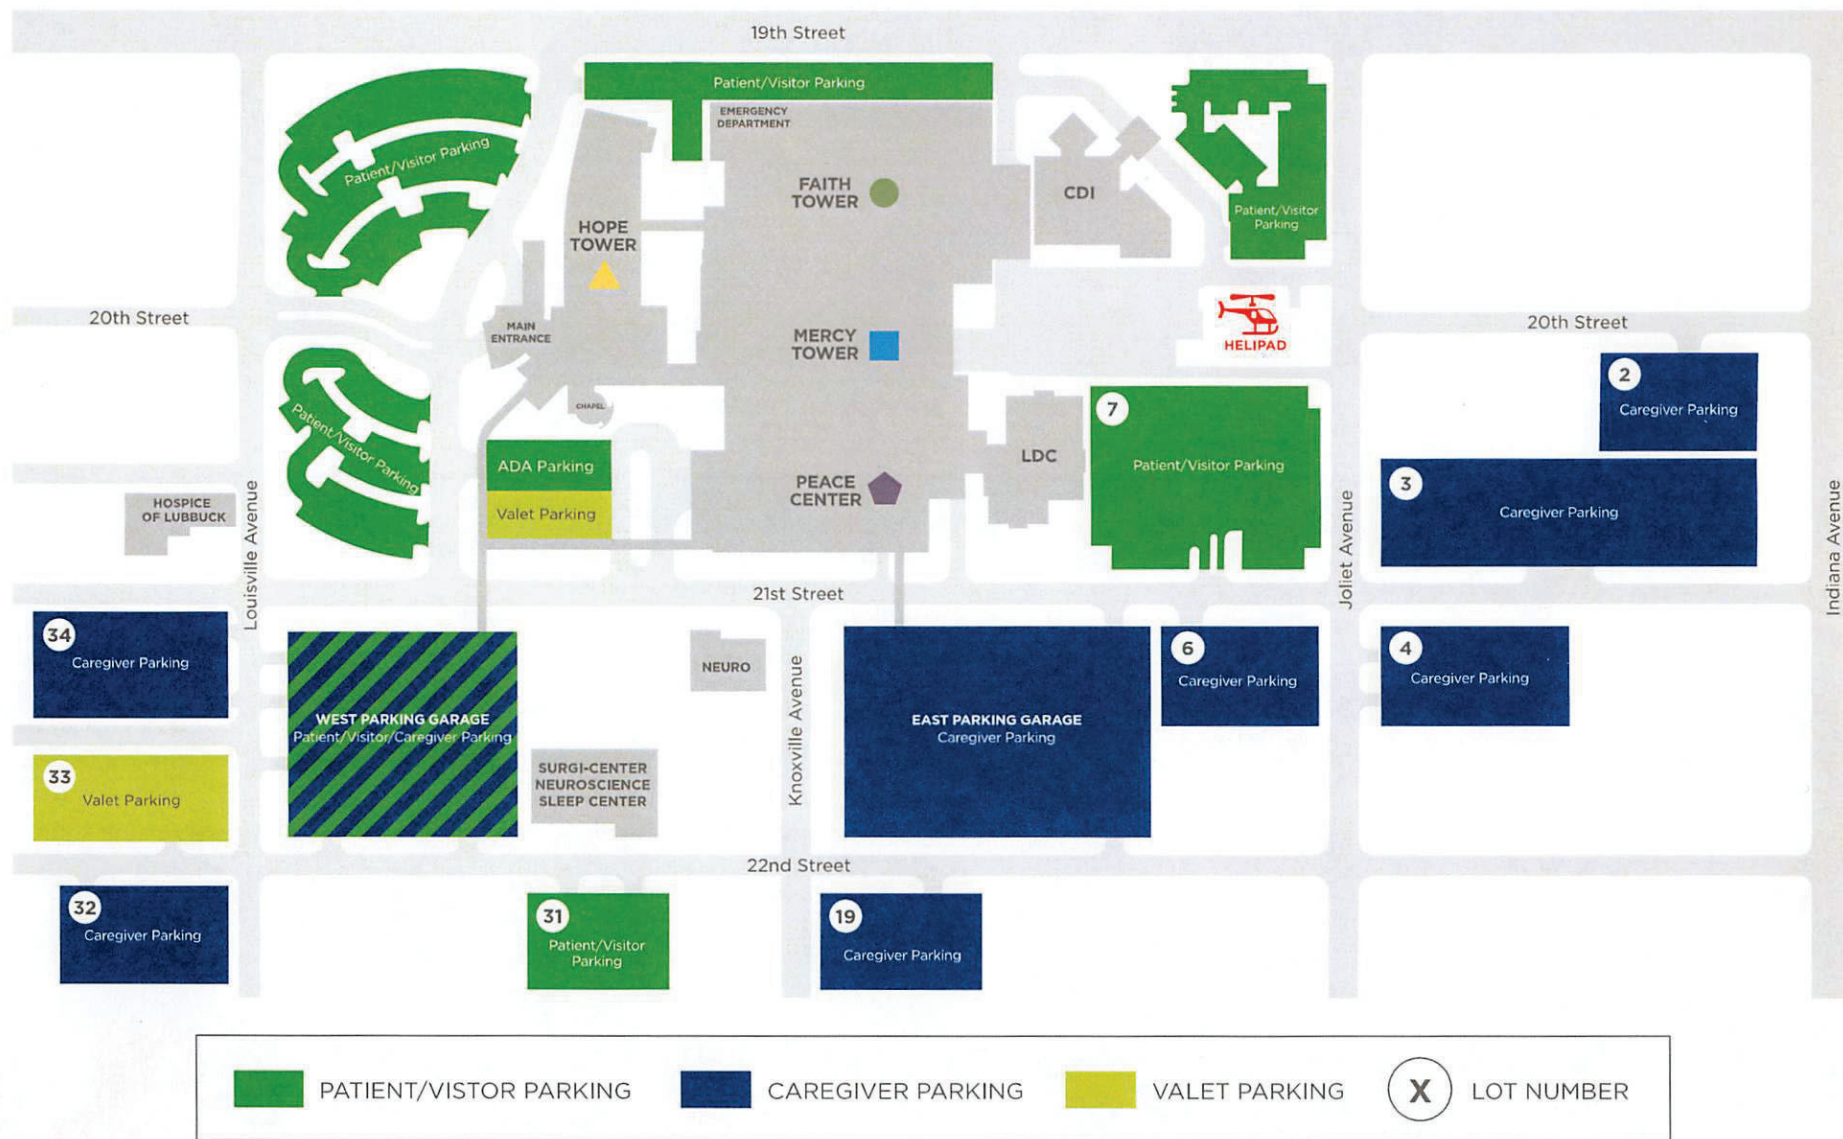 19th Street
Patient/Visitor Parking
EMERGENCY
DEPARTMENT
Patient/Visitor Parking
FAITH
TOWER
CDI
Patient/Visitor
Parking
HOPE
TOWER
20th Street
MAIN
ENTRANCE
MERCY
TOWER
HELIPAD
20th Street
2
Caregiver Parking
CHAPEL
7
Patient/Visitor Parking
Patient/Visitor Parking
ADA Parking
Valet Parking
LDC
PEACE
CENTER
3
Caregiver Parking
HOSPICE
OF LUBBUCK
Louisville Avenue
Joliet Avenue
Indiana Avenue
21st Street
34
Caregiver Parking
WEST PARKING GARAGE
Patient/Visitor/Caregiver Parking
NEURO
Knoxville Avenue
EAST PARKING GARAGE
Caregiver Parking
6
Caregiver Parking
4
Caregiver Parking
33
Valet Parking
SURGI-CENTER
NEUROSCIENCE
SLEEP CENTER
22nd Street
32
Caregiver Parking
31
Patient/Visitor
Parking
19
Caregiver Parking
PATIENT/VISTOR PARKING
CAREGIVER PARKING
VALET PARKING
X
LOT NUMBER